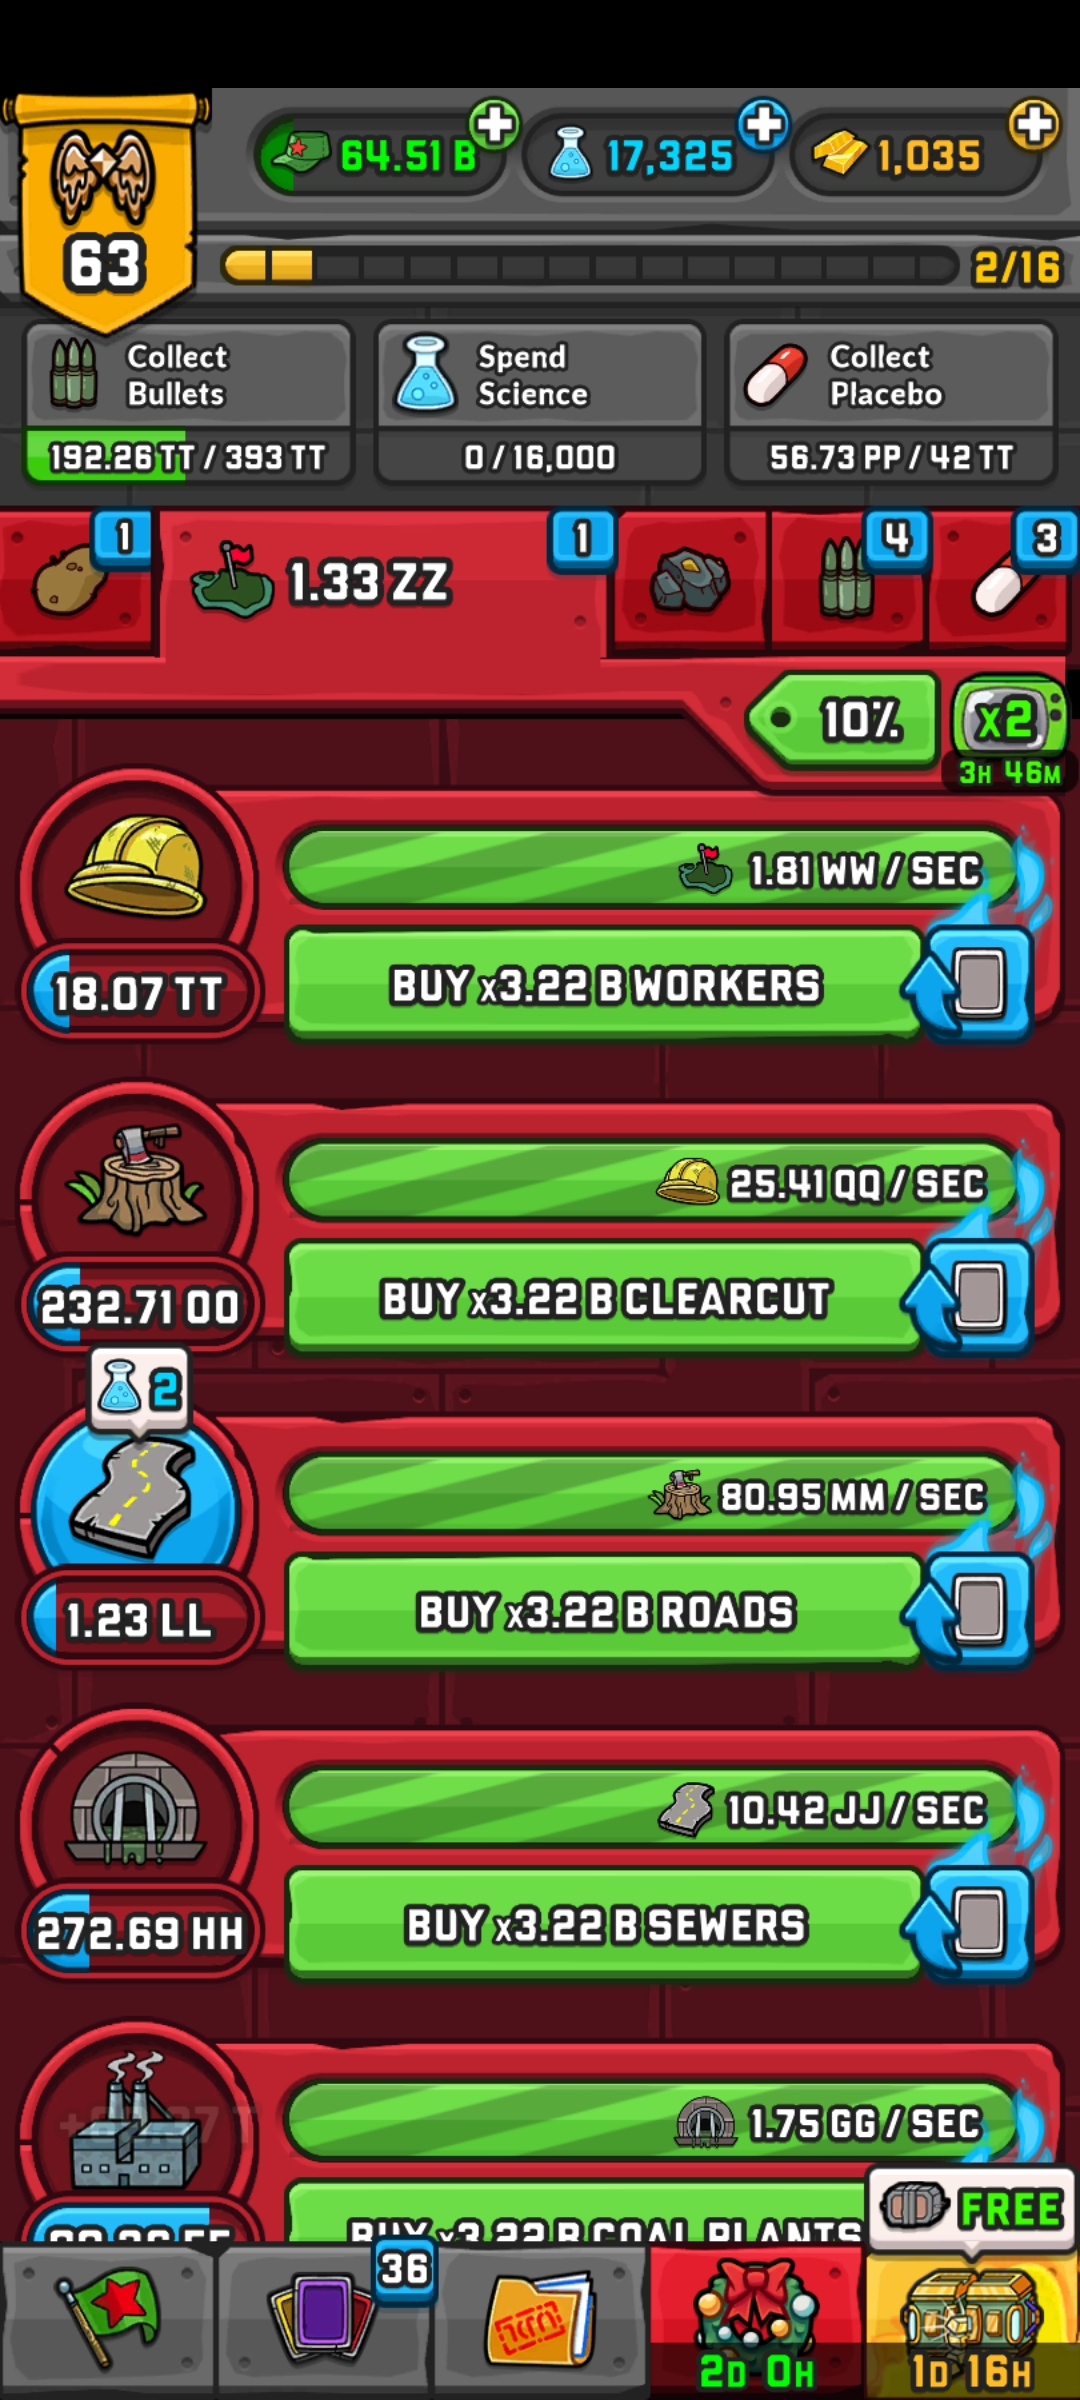 64.51 B
17,325
1,035
63
2/16
Collect
Bullets
192.26 TT / 393 TT
Spend
Science
0 / 16,000
Collect
Placebo
56.73 PP / 42 TT
1
1.33 ZZ
1
4
3
10%
x2
3H 46M
1.81 WW / SEC
18.07 TT
BUY x3.22 B WORKERS
25.41 QQ / SEC
232.71 OO
BUY x3.22 B CLEARCUT
2
80.95 MM / SEC
1.23 LL
BUY x3.22 B ROADS
10.42 JJ / SEC
272.69 HH
BUY x3.22 B SEWERS
1.75 GG / SEC
BUY x3.22 B COAL PLANTS
FREE
36
2D 0H
1D 16H